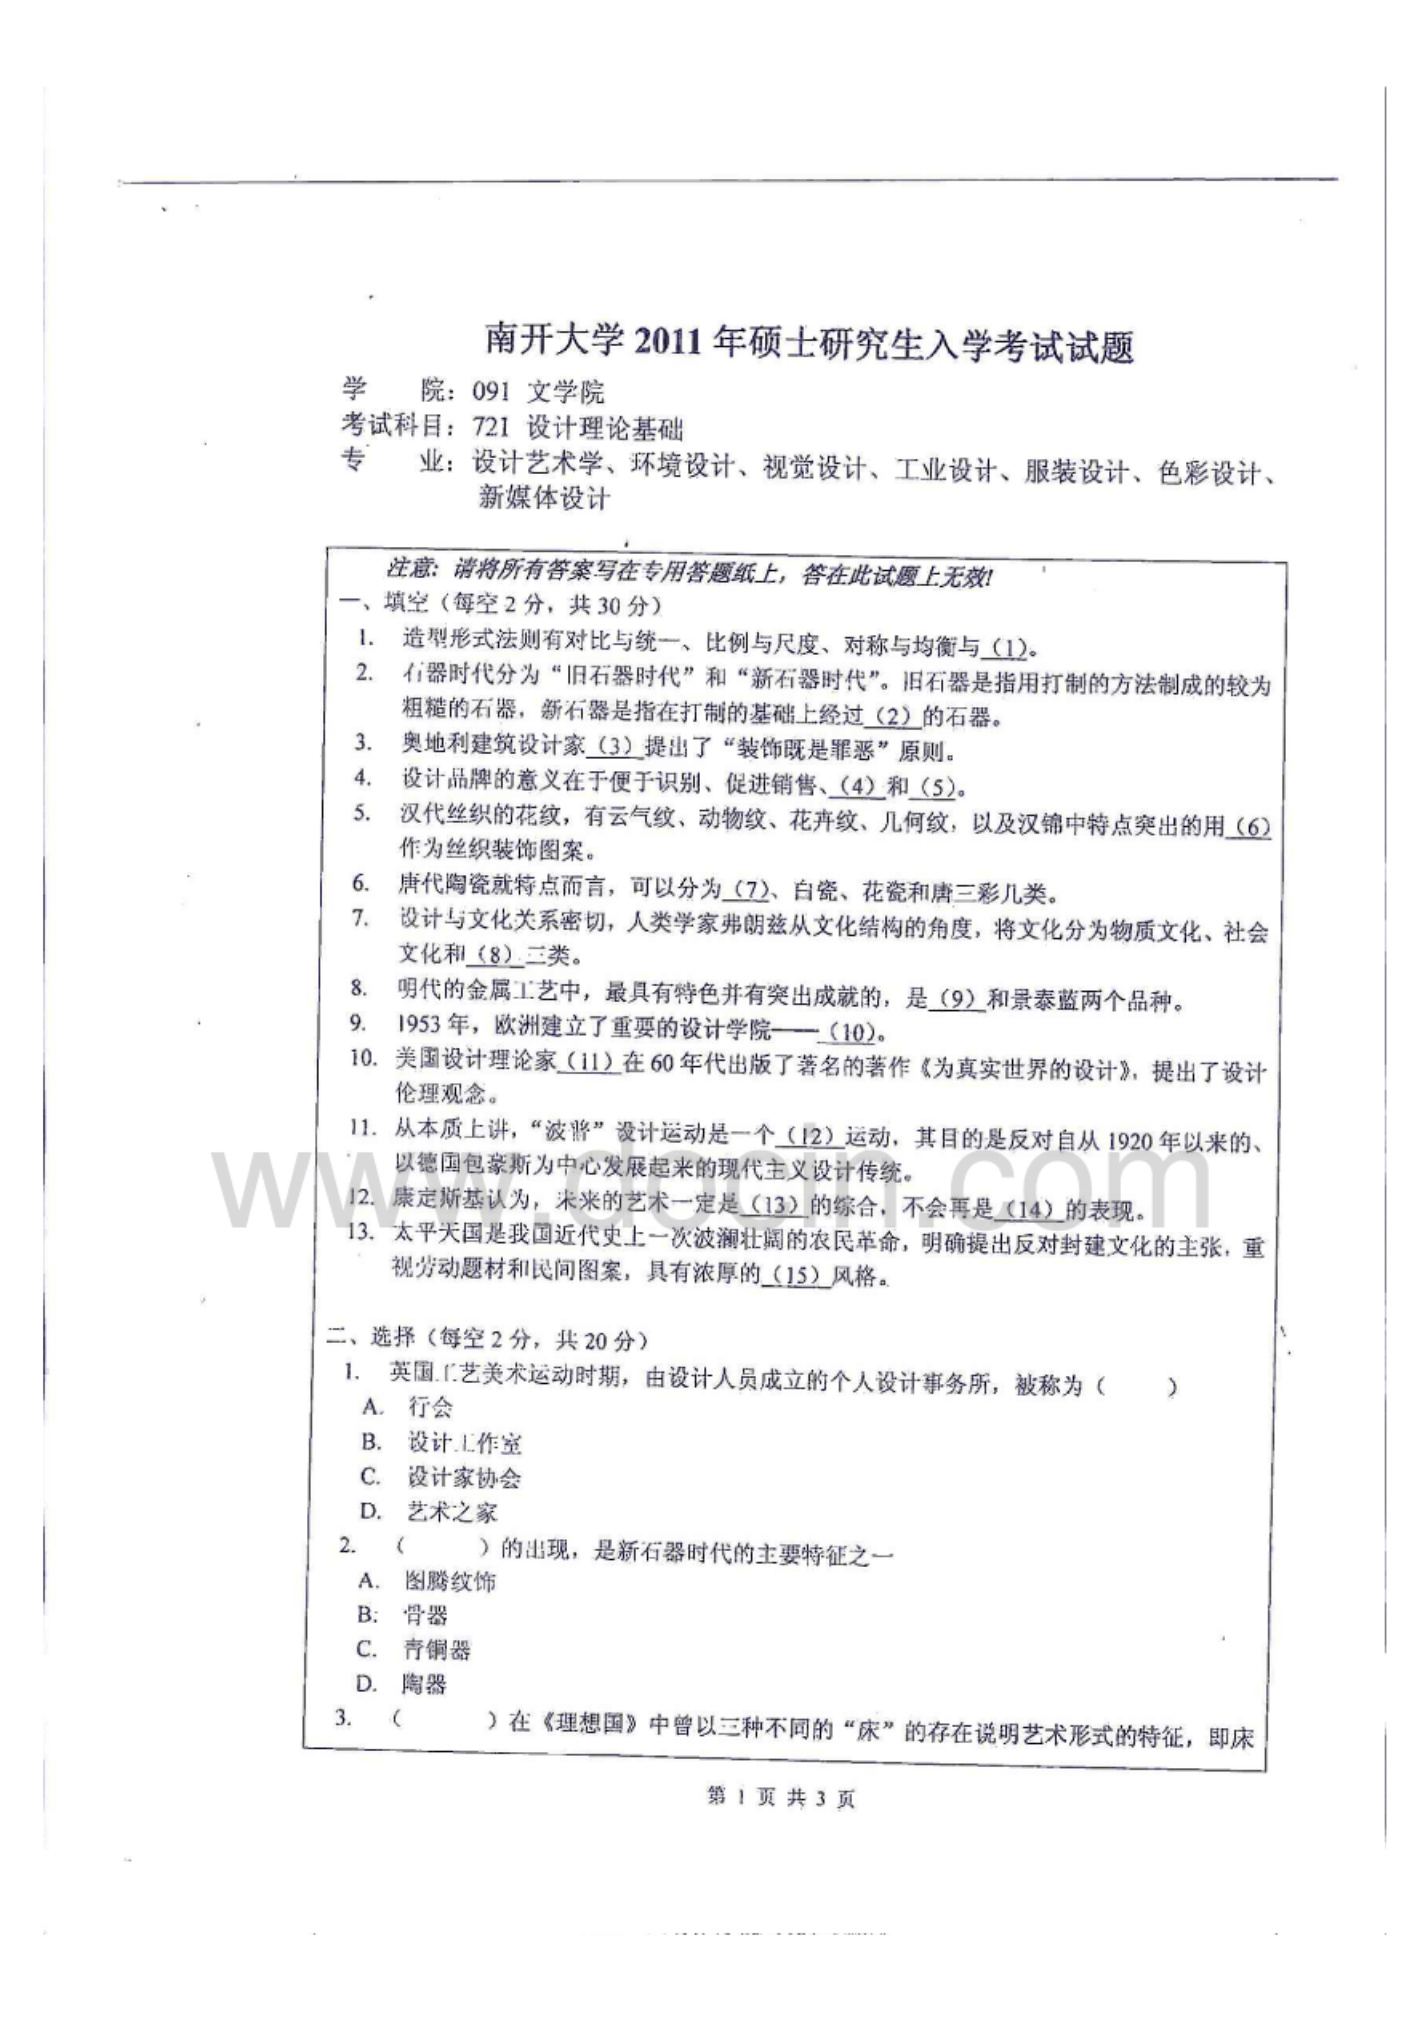 南开大学 2011 年硕士研究生入学考试试题
学 院：091 文学院
考试科目：721 设计理论基础
专 业：设计艺术学、环境设计、视觉设计、工业设计、服装设计、色彩设计、
新媒体设计
注意：请将所有答案写在专用答题纸上，答在此试题上无效!
一、填空（每空 2 分，共 30 分）
1. 造型形式法则有对比与统一、比例与尺度、对称与均衡与（1）。
2. 石器时代分为“旧石器时代”和“新石器时代”。旧石器是指用打制的方法制成的较为
粗糙的石器，新石器是指在打制的基础上经过（2）的石器。
3. 奥地利建筑设计家（3）提出了“装饰既是罪恶”原则。
4. 设计品牌的意义在于便于识别、促进销售、（4）和（5）。
5. 汉代丝织的花纹，有云气纹、动物纹、花卉纹、几何纹，以及汉锦中特点突出的用（6）
作为丝织装饰图案。
6. 唐代陶瓷就特点而言，可以分为（7）、白瓷、花瓷和唐三彩几类。
7. 设计与文化关系密切，人类学家弗朗兹从文化结构的角度，将文化分为物质文化、社会
文化和（8）三类。
8. 明代的金属工艺中，最具有特色并有突出成就的，是（9）和景泰蓝两个品种。
9. 1953 年，欧洲建立了重要的设计学院——（10）。
10. 美国设计理论家（11）在 60 年代出版了著名的著作《为真实世界的设计》，提出了设计
伦理观念。
11. 从本质上讲，“波普”设计运动是一个（12）运动，其目的是反对自从 1920 年以来的、
以德国包豪斯为中心发展起来的现代主义设计传统。
12. 康定斯基认为，未来的艺术一定是（13）的综合，不会再是（14）的表现。
13. 太平天国是我国近代史上一次波澜壮阔的农民革命，明确提出反对封建文化的主张，重
视劳动题材和民间图案，具有浓厚的（15）风格。
二、选择（每空 2 分，共 20 分）
1. 英国工艺美术运动时期，由设计人员成立的个人设计事务所，被称为（ ）
A. 行会
B. 设计工作室
C. 设计家协会
D. 艺术之家
2. （ ）的出现，是新石器时代的主要特征之一
A. 图腾纹饰
B. 骨器
C. 青铜器
D. 陶器
3. （ ）在《理想国》中曾以三种不同的“床”的存在说明艺术形式的特征，即床
第 1 页 共 3 页
www.docin.com